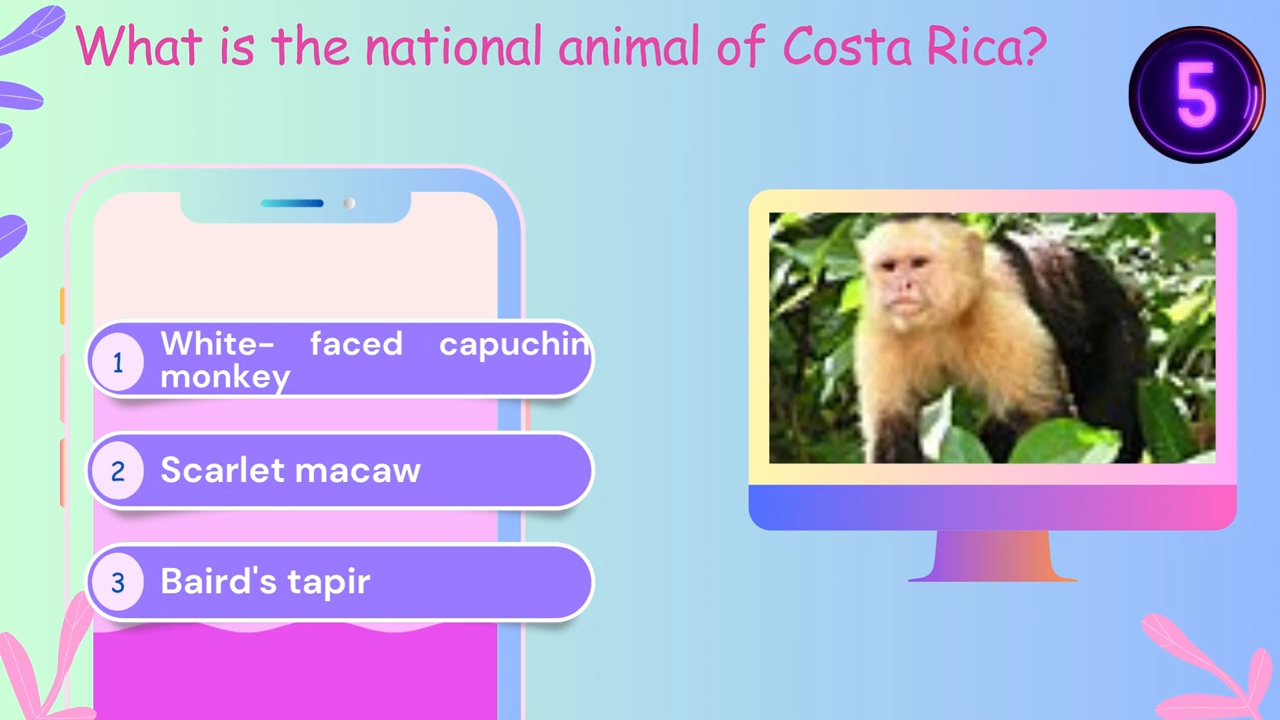 What is the national animal of Costa Rica?
5
1
White- faced capuchin
monkey
2
Scarlet macaw
3
Baird's tapir